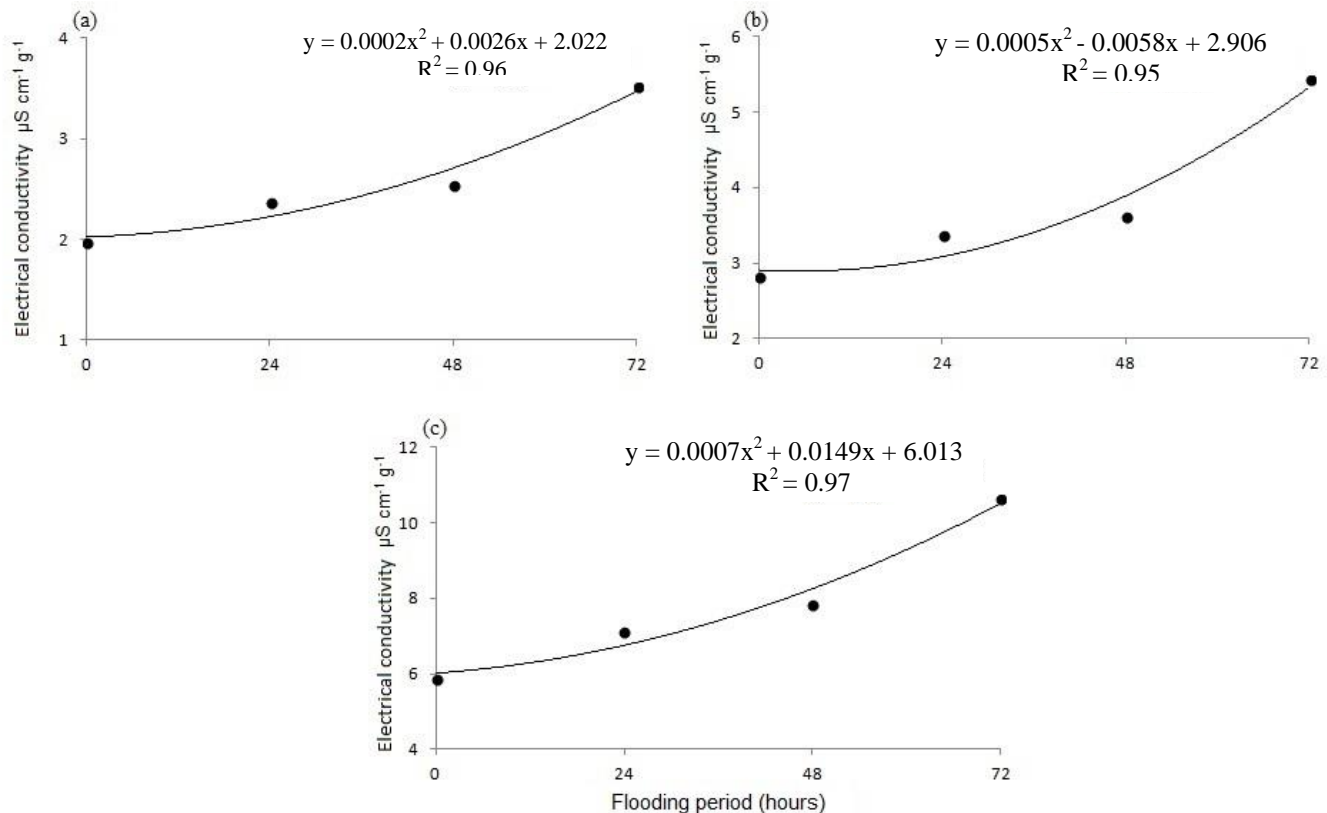 (a)
y = 0.0002x² + 0.0026x + 2.022
R² = 0.96
Electrical conductivity µS cm⁻¹ g⁻¹
4
3
2
1
0 24 48 72
(b)
y = 0.0005x² - 0.0058x + 2.906
R² = 0.95
Electrical conductivity µS cm⁻¹ g⁻¹
6
5
4
3
2
0 24 48 72
(c)
y = 0.0007x² + 0.0149x + 6.013
R² = 0.97
Electrical conductivity µS cm⁻¹ g⁻¹
12
10
8
6
4
0 24 48 72
Flooding period (hours)